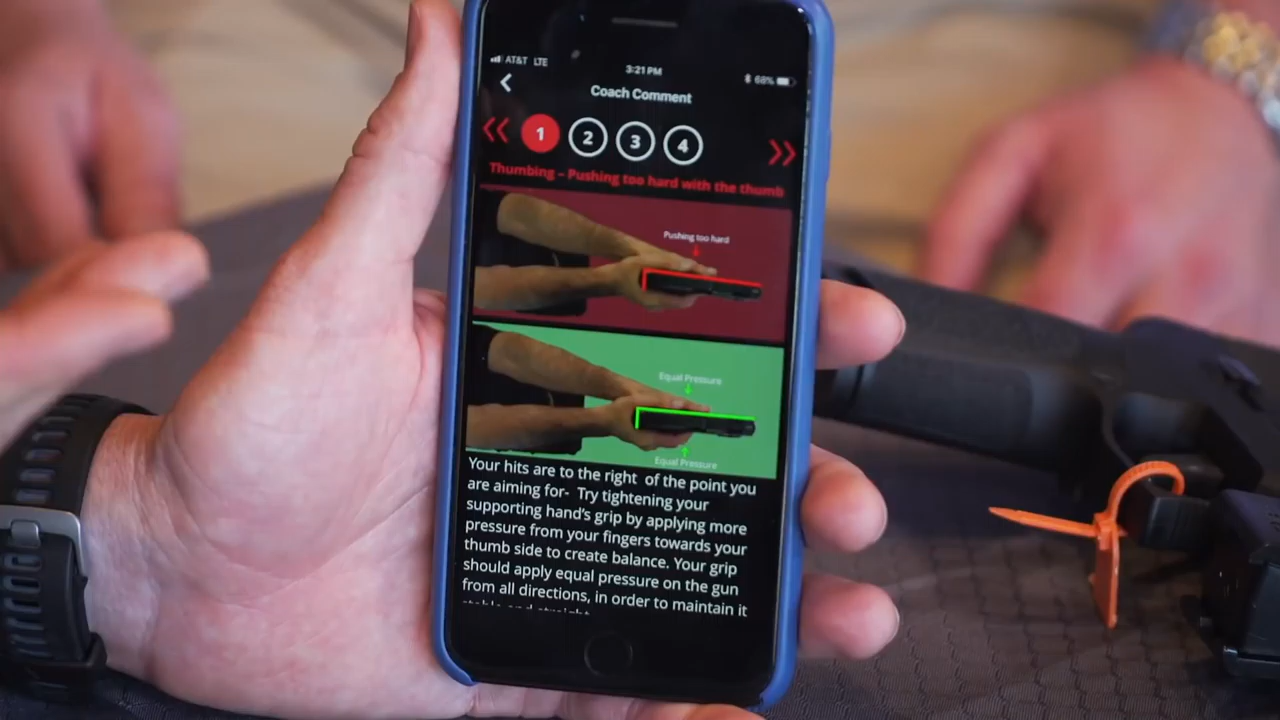 AT&T LTE
3:21 PM
68%
Coach Comment
1
2
3
4
Thumbing – Pushing too hard with the thumb
Pushing too hard
Equal Pressure
Equal Pressure
Your hits are to the right of the point you
are aiming for- Try tightening your
supporting hand's grip by applying more
pressure from your fingers towards your
thumb side to create balance. Your grip
should apply equal pressure on the gun
from all directions, in order to maintain it
stable and straight.